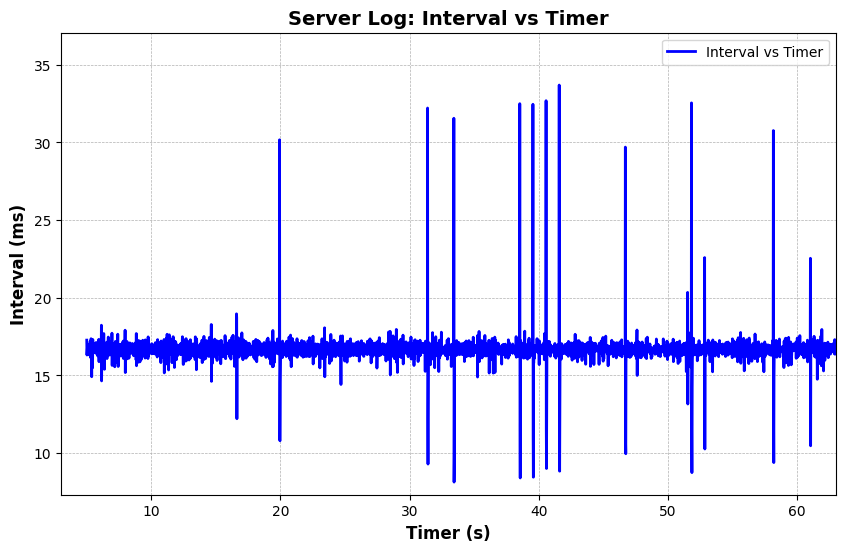 Server Log: Interval vs Timer
Interval vs Timer
35
30
25
20
15
10
Interval (ms)
10 20 30 40 50 60
Timer (s)